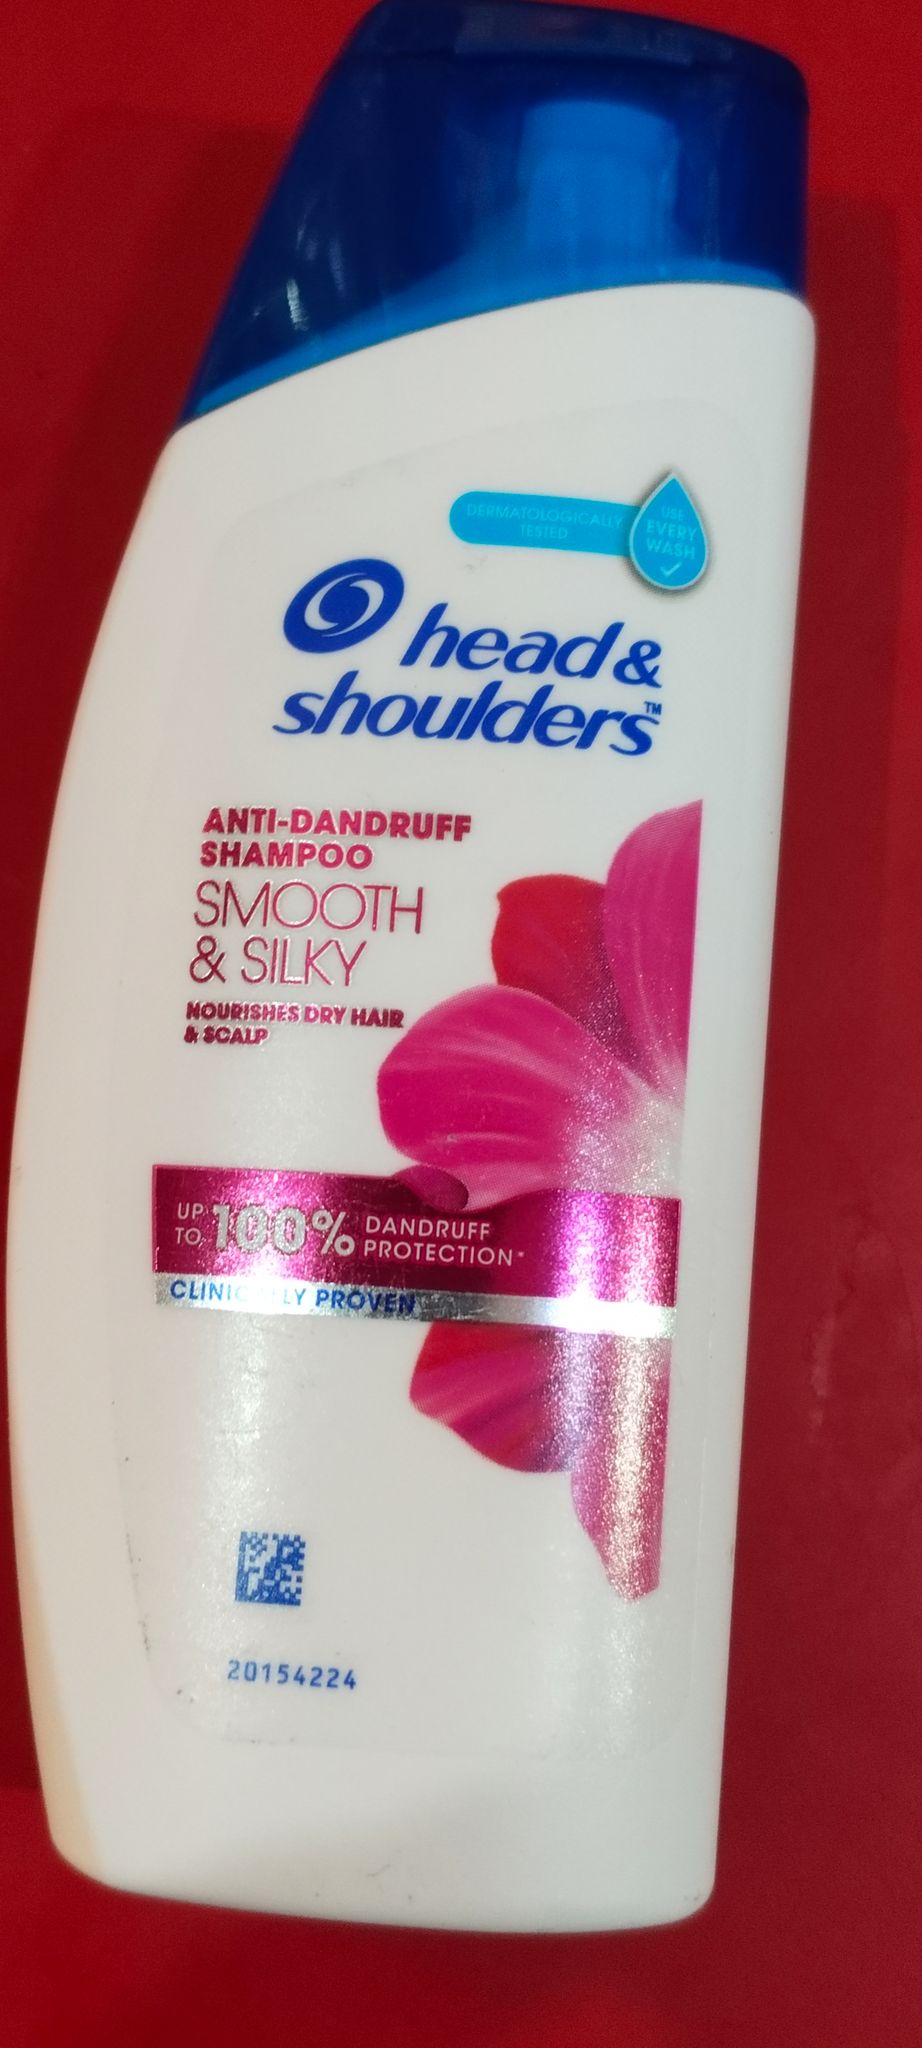 DERMATOLOGICALLY
TESTED
USE
EVERY
WASH
head &
shoulders™
ANTI-DANDRUFF
SHAMPOO
SMOOTH
& SILKY
NOURISHES DRY HAIR
& SCALP
UP TO 100% DANDRUFF
PROTECTION*
CLINICALLY PROVEN
20154224